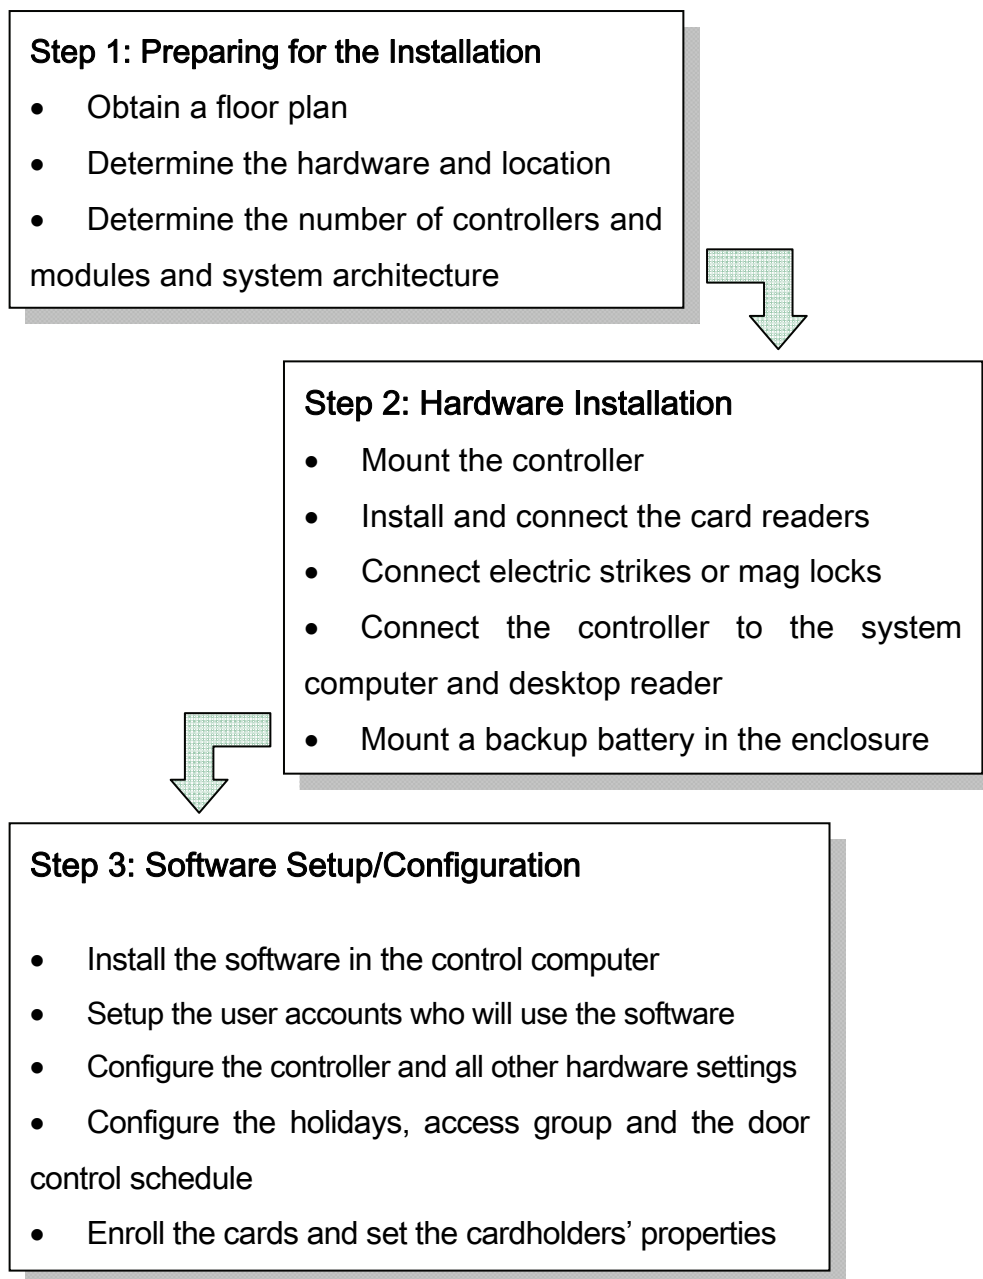 Step 1: Preparing for the Installation
• Obtain a floor plan
• Determine the hardware and location
• Determine the number of controllers and
modules and system architecture
Step 2: Hardware Installation
• Mount the controller
• Install and connect the card readers
• Connect electric strikes or mag locks
• Connect the controller to the system
computer and desktop reader
• Mount a backup battery in the enclosure
Step 3: Software Setup/Configuration
• Install the software in the control computer
• Setup the user accounts who will use the software
• Configure the controller and all other hardware settings
• Configure the holidays, access group and the door
control schedule
• Enroll the cards and set the cardholders’ properties